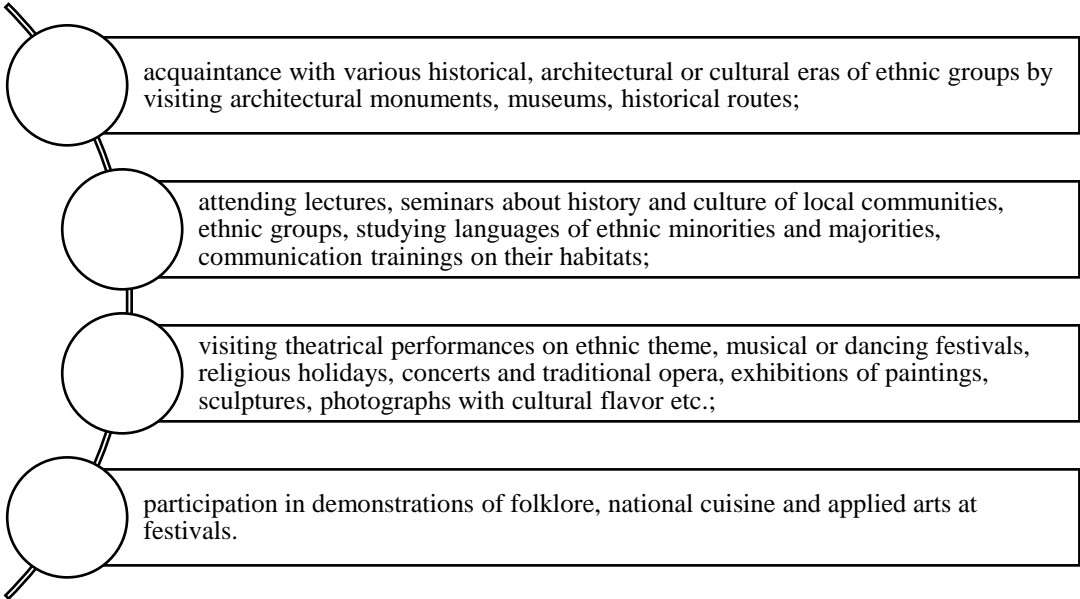 acquaintance with various historical, architectural or cultural eras of ethnic groups by
visiting architectural monuments, museums, historical routes;
attending lectures, seminars about history and culture of local communities,
ethnic groups, studying languages of ethnic minorities and majorities,
communication trainings on their habitats;
visiting theatrical performances on ethnic theme, musical or dancing festivals,
religious holidays, concerts and traditional opera, exhibitions of paintings,
sculptures, photographs with cultural flavor etc.;
participation in demonstrations of folklore, national cuisine and applied arts at
festivals.